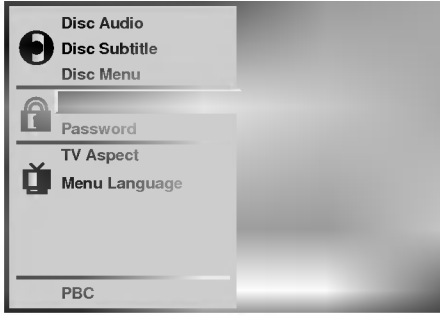 Disc Audio
Disc Subtitle
Disc Menu
Password
TV Aspect
Menu Language
PBC